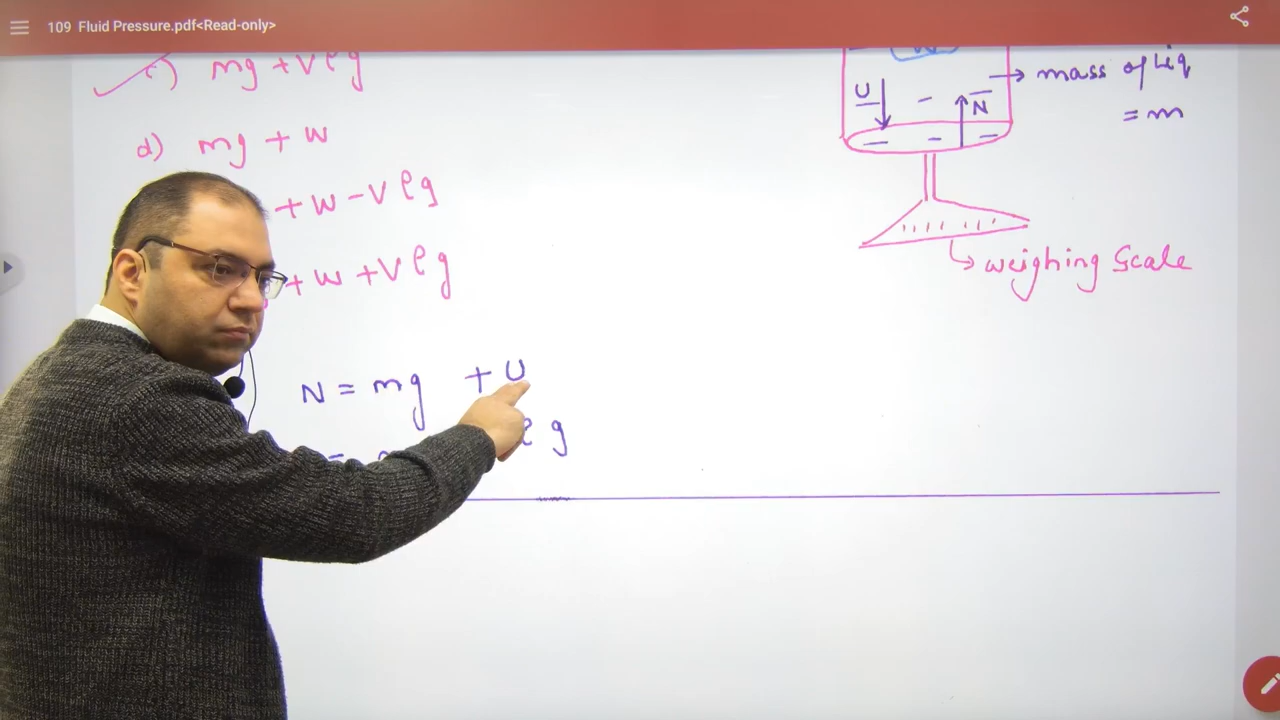 109 Fluid Pressure.pdf<Read-only>
c) mg + Vρg
d) mg + W
+ W - Vρg
+ W + Vρg
N = mg + U
= ρ g
U
N
→ mass of Liq
= m
weighing Scale